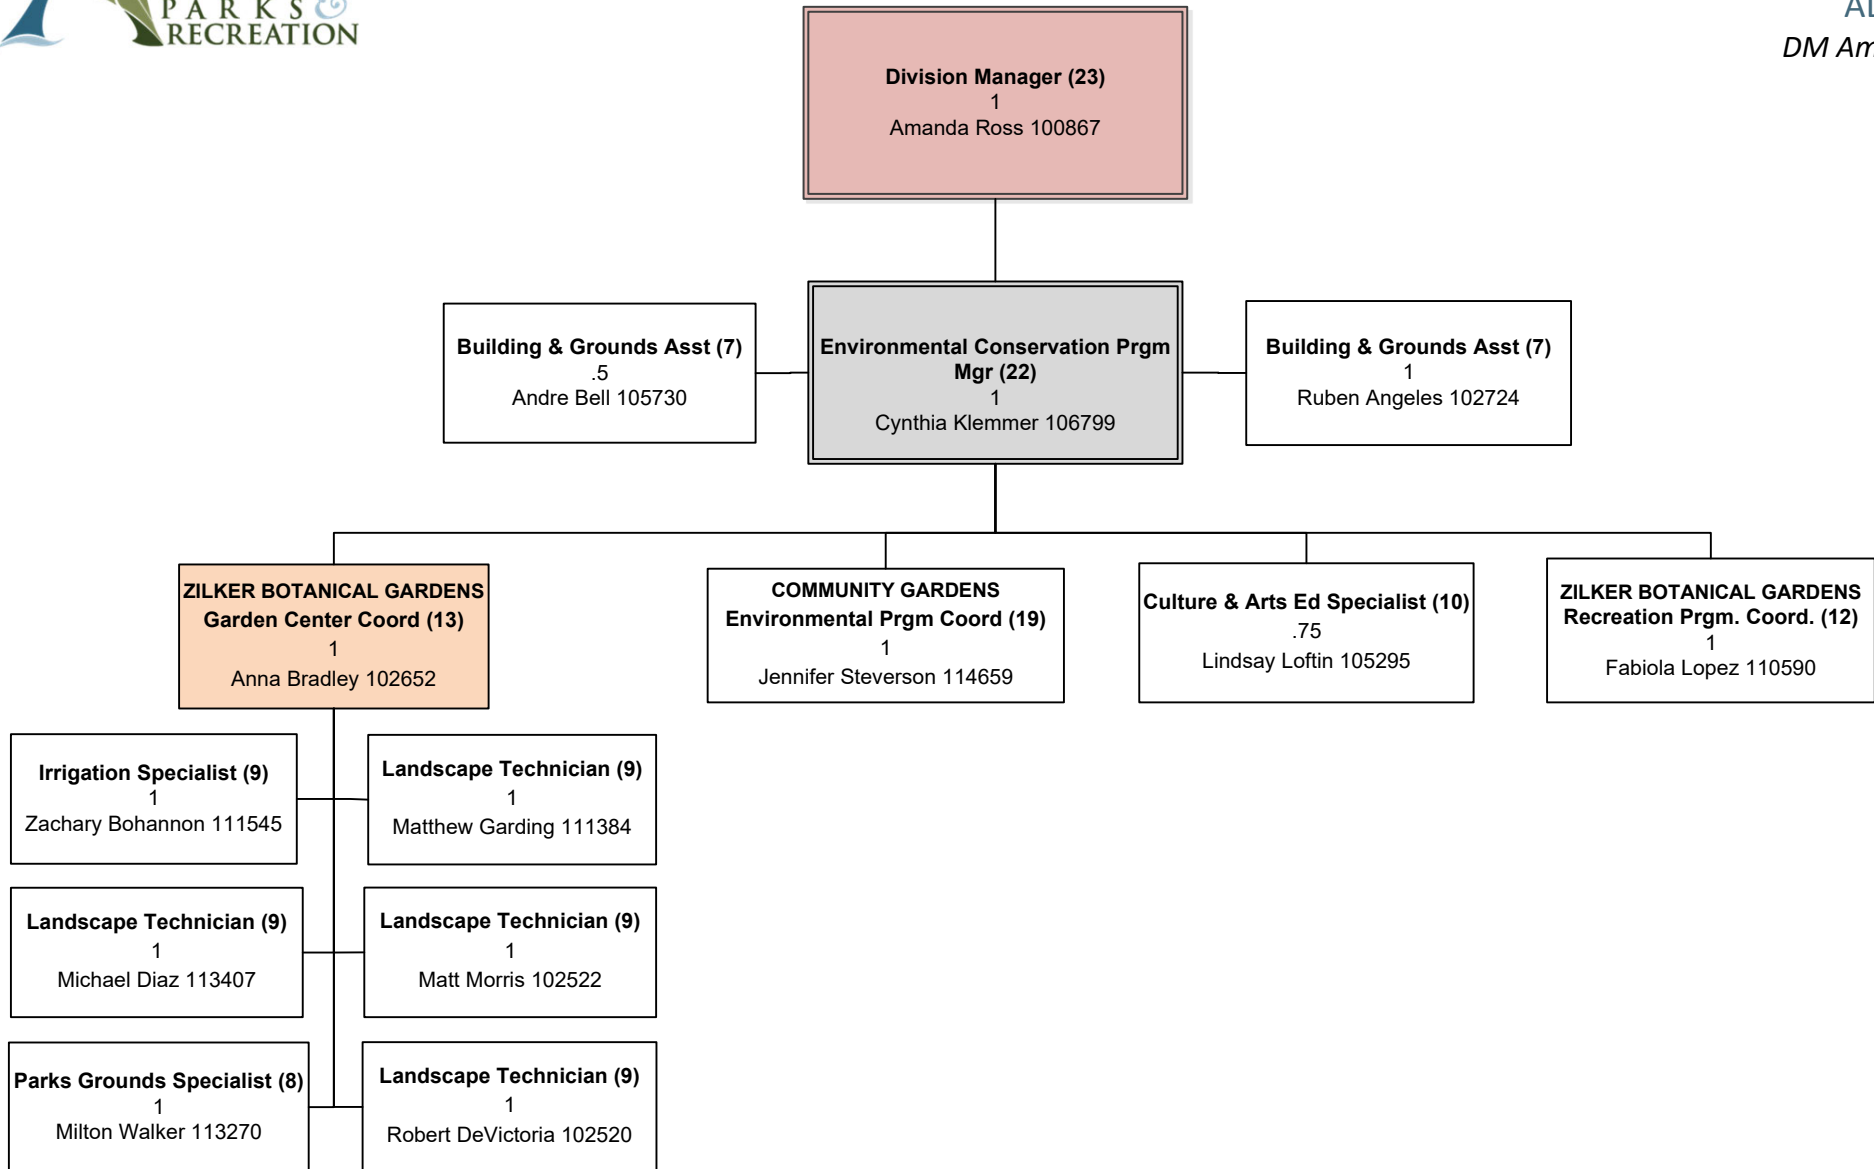 PARKS &
RECREATION
DM Am
Division Manager (23)
1
Amanda Ross 100867
Building & Grounds Asst (7)
.5
Andre Bell 105730
Environmental Conservation Prgm
Mgr (22)
1
Cynthia Klemmer 106799
Building & Grounds Asst (7)
1
Ruben Angeles 102724
ZILKER BOTANICAL GARDENS
Garden Center Coord (13)
1
Anna Bradley 102652
COMMUNITY GARDENS
Environmental Prgm Coord (19)
1
Jennifer Steverson 114659
Culture & Arts Ed Specialist (10)
.75
Lindsay Loftin 105295
ZILKER BOTANICAL GARDENS
Recreation Prgm. Coord. (12)
1
Fabiola Lopez 110590
Irrigation Specialist (9)
1
Zachary Bohannon 111545
Landscape Technician (9)
1
Matthew Garding 111384
Landscape Technician (9)
1
Michael Diaz 113407
Landscape Technician (9)
1
Matt Morris 102522
Parks Grounds Specialist (8)
1
Milton Walker 113270
Landscape Technician (9)
1
Robert DeVictoria 102520